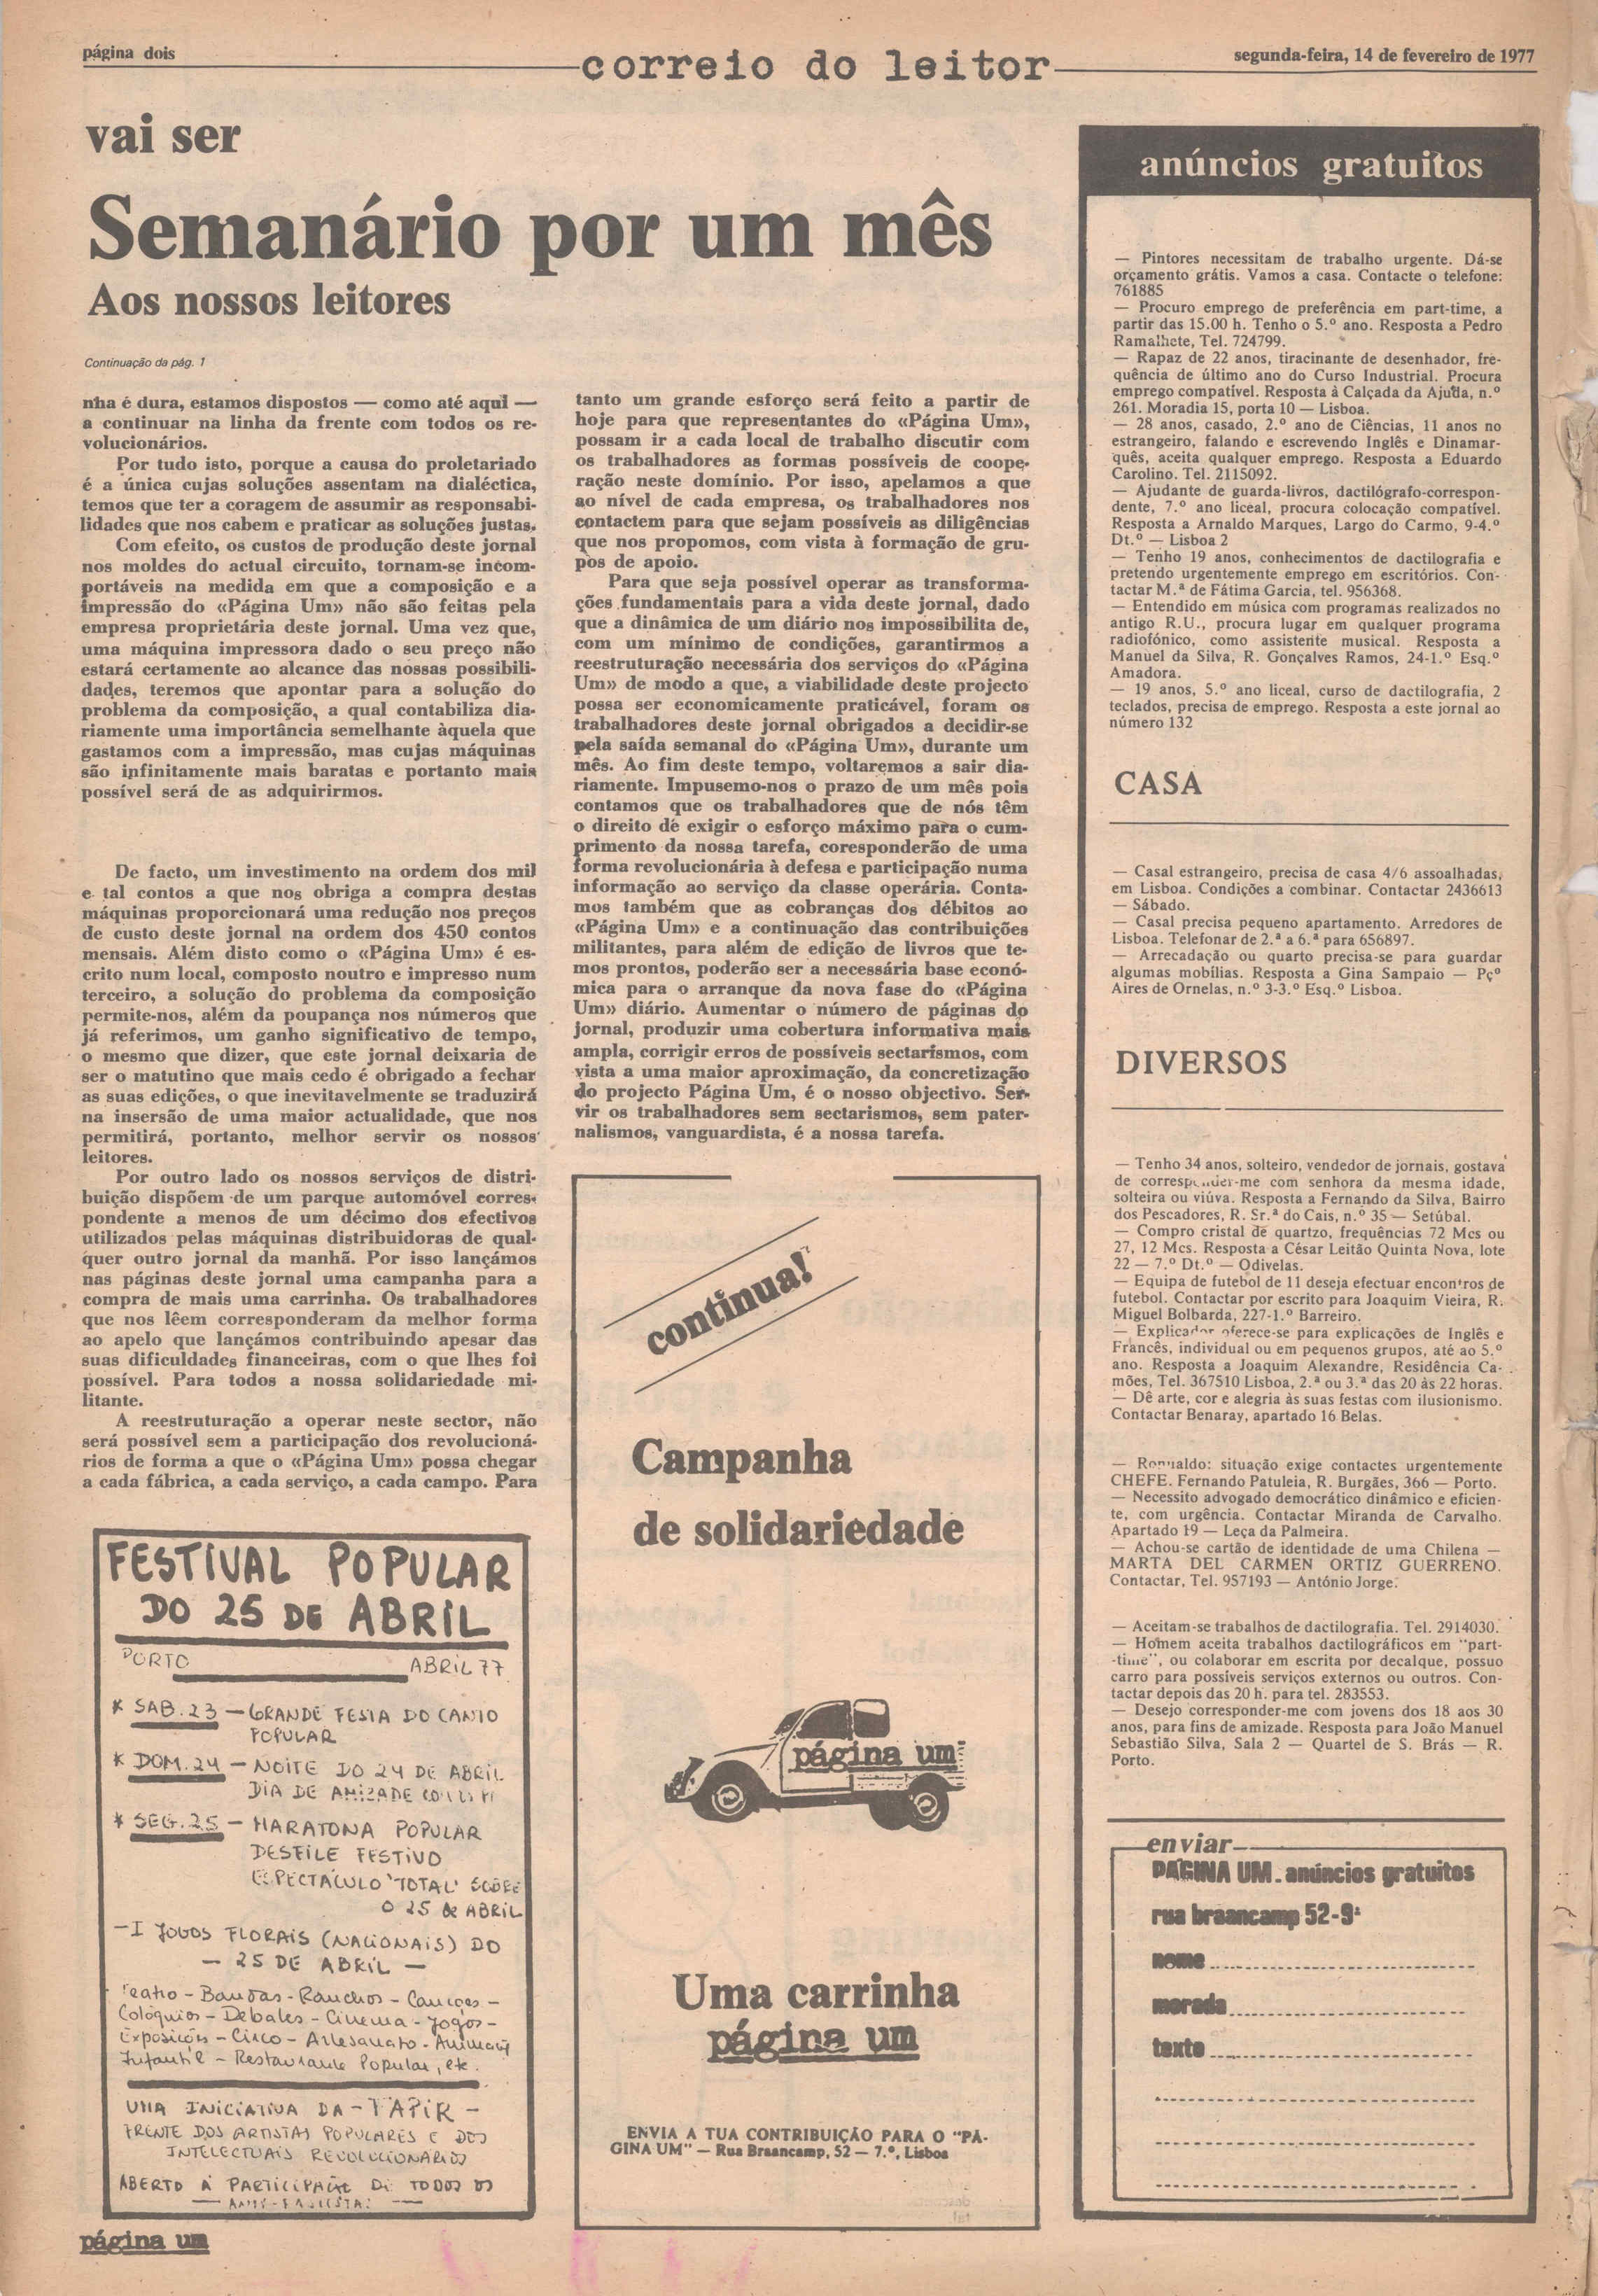 página dois
correio do leitor
segunda-feira, 14 de fevereiro de 1977
vai ser
Semanário por um mês
Aos nossos leitores
Continuação da pág. 1
nha é dura, estamos dispostos — como até aqui —
a continuar na linha da frente com todos os re-
volucionários.
Por tudo isto, porque a causa do proletariado
é a única cujas soluções assentam na dialéctica,
temos que ter a coragem de assumir as responsabi-
lidades que nos cabem e praticar as soluções justas.
Com efeito, os custos de produção deste jornal
nos moldes do actual circuito, tornam-se incom-
portáveis na medida em que a composição e a
impressão do «Página Um» não são feitas pela
empresa proprietária deste jornal. Uma vez que,
uma máquina impressora dado o seu preço não
estará certamente ao alcance das nossas possibili-
dades, teremos que apontar para a solução do
problema da composição, a qual contabiliza dia-
riamente uma importância semelhante àquela que
gastamos com a impressão, mas cujas máquinas
são infinitamente mais baratas e portanto mais
possível será de as adquirirmos.
De facto, um investimento na ordem dos mil
e tal contos a que nos obriga a compra destas
máquinas proporcionará uma redução nos preços
de custo deste jornal na ordem dos 450 contos
mensais. Além disto como o «Página Um» é es-
crito num local, composto noutro e impresso num
terceiro, a solução do problema da composição
permite-nos, além da poupança nos números que
já referimos, um ganho significativo de tempo,
o mesmo que dizer, que este jornal deixaria de
ser o matutino que mais cedo é obrigado a fechar
as suas edições, o que inevitavelmente se traduzirá
na insersão de uma maior actualidade, que nos
permitirá, portanto, melhor servir os nossos
leitores.
Por outro lado os nossos serviços de distri-
buição dispõem de um parque automóvel corres-
pondente a menos de um décimo dos efectivos
utilizados pelas máquinas distribuidoras de qual-
quer outro jornal da manhã. Por isso lançámos
nas páginas deste jornal uma campanha para a
compra de mais uma carrinha. Os trabalhadores
que nos lêem corresponderam da melhor forma
ao apelo que lançámos contribuindo apesar das
suas dificuldades financeiras, com o que lhes foi
possível. Para todos a nossa solidariedade mi-
litante.
A reestruturação a operar neste sector, não
será possível sem a participação dos revolucioná-
rios de forma a que o «Página Um» possa chegar
a cada fábrica, a cada serviço, a cada campo. Para
tanto um grande esforço será feito a partir de
hoje para que representantes do «Página Um»,
possam ir a cada local de trabalho discutir com
os trabalhadores as formas possíveis de coope-
ração neste domínio. Por isso, apelamos a que
ao nível de cada empresa, os trabalhadores nos
contactem para que sejam possíveis as diligências
que nos propomos, com vista à formação de gru-
pos de apoio.
Para que seja possível operar as transforma-
ções fundamentais para a vida deste jornal, dado
que a dinâmica de um diário nos impossibilita de,
com um mínimo de condições, garantirmos a
reestruturação necessária dos serviços do «Página
Um» de modo a que, a viabilidade deste projecto
possa ser economicamente praticável, foram os
trabalhadores deste jornal obrigados a decidir-se
pela saída semanal do «Página Um», durante um
mês. Ao fim deste tempo, voltaremos a sair dia-
riamente. Impusemo-nos o prazo de um mês pois
contamos que os trabalhadores que de nós têm
o direito de exigir o esforço máximo para o cum-
primento da nossa tarefa, coresponderão de uma
forma revolucionária à defesa e participação numa
informação ao serviço da classe operária. Conta-
mos também que as cobranças dos débitos ao
«Página Um» e a continuação das contribuições
militantes, para além de edição de livros que te-
mos prontos, poderão ser a necessária base econó-
mica para o arranque da nova fase do «Página
Um» diário. Aumentar o número de páginas do
jornal, produzir uma cobertura informativa mais
ampla, corrigir erros de possíveis sectarismos, com
vista a uma maior aproximação, da concretização
do projecto Página Um, é o nosso objectivo. Ser-
vir os trabalhadores sem sectarismos, sem pater-
nalismos, vanguardista, é a nossa tarefa.
FESTIVAL POPULAR
DO 25 DE ABRIL
PORTO ABRIL 77
* SAB. 23 — GRANDE FESTA DO CANTO
POPULAR
* DOM. 24 — NOITE DO 24 DE ABRIL
DIA DE AMIZADE
* SEG. 25 — MARATONA POPULAR
DESFILE FESTIVO
ESPECTÁCULO 'TOTAL' SOBRE
O 25 de ABRIL
— I JOGOS FLORAIS (NACIONAIS) DO
— 25 DE ABRIL —
Teatro - Bandas - Ranchos - Canções -
Colóquios - Debates - Cinema - Jogos -
Exposições - Circo - Artesanato - Animação
Infantil - Restaurante Popular, etc.
UMA INICIATIVA DA - FAPIR -
FRENTE DOS ARTISTAS POPULARES E DOS
INTELECTUAIS REVOLUCIONÁRIOS
ABERTO À PARTICIPAÇÃO DE TODOS OS
— ANTI-FASCISTAS —
página um
continua!
Campanha
de solidariedade
página um
Uma carrinha
página um
ENVIA A TUA CONTRIBUIÇÃO PARA O "PÁ-
GINA UM" — Rua Braancamp, 52 — 7.º, Lisboa
anúncios gratuitos
— Pintores necessitam de trabalho urgente. Dá-se
orçamento grátis. Vamos a casa. Contacte o telefone:
761885
— Procuro emprego de preferência em part-time, a
partir das 15.00 h. Tenho o 5.º ano. Resposta a Pedro
Ramalhete, Tel. 724799.
— Rapaz de 22 anos, tiracinante de desenhador, fre-
quência de último ano do Curso Industrial. Procura
emprego compatível. Resposta à Calçada da Ajuda, n.º
261. Moradia 15, porta 10 — Lisboa.
— 28 anos, casado, 2.º ano de Ciências, 11 anos no
estrangeiro, falando e escrevendo Inglês e Dinamar-
quês, aceita qualquer emprego. Resposta a Eduardo
Carolino. Tel. 2115092.
— Ajudante de guarda-livros, dactilógrafo-correspon-
dente, 7.º ano liceal, procura colocação compatível.
Resposta a Arnaldo Marques, Largo do Carmo, 9-4.º
Dt.º — Lisboa 2
— Tenho 19 anos, conhecimentos de dactilografia e
pretendo urgentemente emprego em escritórios. Con-
tactar M.ª de Fátima Garcia, tel. 956368.
— Entendido em música com programas realizados no
antigo R.U., procura lugar em qualquer programa
radiofónico, como assistente musical. Resposta a
Manuel da Silva, R. Gonçalves Ramos, 24-1.º Esq.º
Amadora.
— 19 anos, 5.º ano liceal, curso de dactilografia, 2
teclados, precisa de emprego. Resposta a este jornal ao
número 132
CASA
— Casal estrangeiro, precisa de casa 4/6 assoalhadas,
em Lisboa. Condições a combinar. Contactar 2436613
— Sábado.
— Casal precisa pequeno apartamento. Arredores de
Lisboa. Telefonar de 2.ª a 6.ª para 656897.
— Arrecadação ou quarto precisa-se para guardar
algumas mobílias. Resposta a Gina Sampaio — Pçº
Aires de Ornelas, n.º 3-3.º Esq.º Lisboa.
DIVERSOS
— Tenho 34 anos, solteiro, vendedor de jornais, gostava
de corresponder-me com senhora da mesma idade,
solteira ou viúva. Resposta a Fernando da Silva, Bairro
dos Pescadores, R. Sr.ª do Cais, n.º 35 — Setúbal.
— Compro cristal de quartzo, frequências 72 Mcs ou
27, 12 Mcs. Resposta a César Leitão Quinta Nova, lote
22 — 7.º Dt.º — Odivelas.
— Equipa de futebol de 11 deseja efectuar encontros de
futebol. Contactar por escrito para Joaquim Vieira, R.
Miguel Bolbarda, 227-1.º Barreiro.
— Explicador oferece-se para explicações de Inglês e
Francês, individual ou em pequenos grupos, até ao 5.º
ano. Resposta a Joaquim Alexandre, Residência Ca-
mões, Tel. 367510 Lisboa, 2.ª ou 3.ª das 20 às 22 horas.
— Dê arte, cor e alegria às suas festas com ilusionismo.
Contactar Benaray, apartado 16 Belas.
— Romualdo: situação exige contactes urgentemente
CHEFE. Fernando Patuleia, R. Burgães, 366 — Porto.
— Necessito advogado democrático dinâmico e eficien-
te, com urgência. Contactar Miranda de Carvalho.
Apartado 19 — Leça da Palmeira.
— Achou-se cartão de identidade de uma Chilena —
MARTA DEL CARMEN ORTIZ GUERRENO.
Contactar, Tel. 957193 — António Jorge.
— Aceitam-se trabalhos de dactilografia. Tel. 2914030.
— Homem aceita trabalhos dactilográficos em "part-
-time", ou colaborar em escrita por decalque, possuo
carro para possíveis serviços externos ou outros. Con-
tactar depois das 20 h. para tel. 283553.
— Desejo corresponder-me com jovens dos 18 aos 30
anos, para fins de amizade. Resposta para João Manuel
Sebastião Silva, Sala 2 — Quartel de S. Brás — R.
Porto.
enviar
PÁGINA UM - anúncios gratuitos
rua braancamp 52-9º
nome
morada
texto